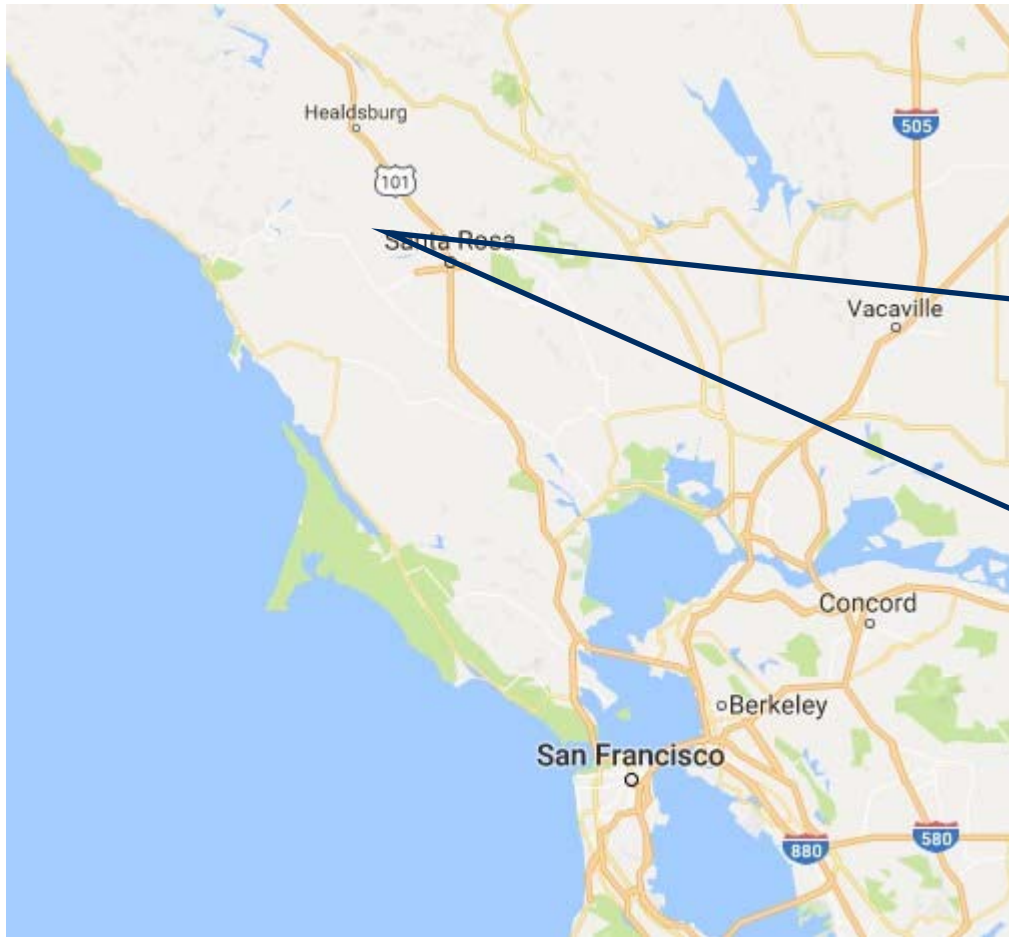 Healdsburg
505
101
Santa Rosa
Vacaville
Concord
Berkeley
San Francisco
880
580